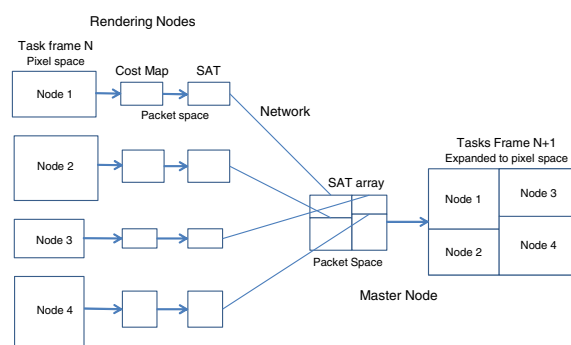 Rendering Nodes
Task frame N
Pixel space
Cost Map
SAT
Node 1
Packet space
Network
Node 2
Tasks Frame N+1
Expanded to pixel space
SAT array
Node 1
Node 3
Node 3
Node 2
Node 4
Packet Space
Master Node
Node 4